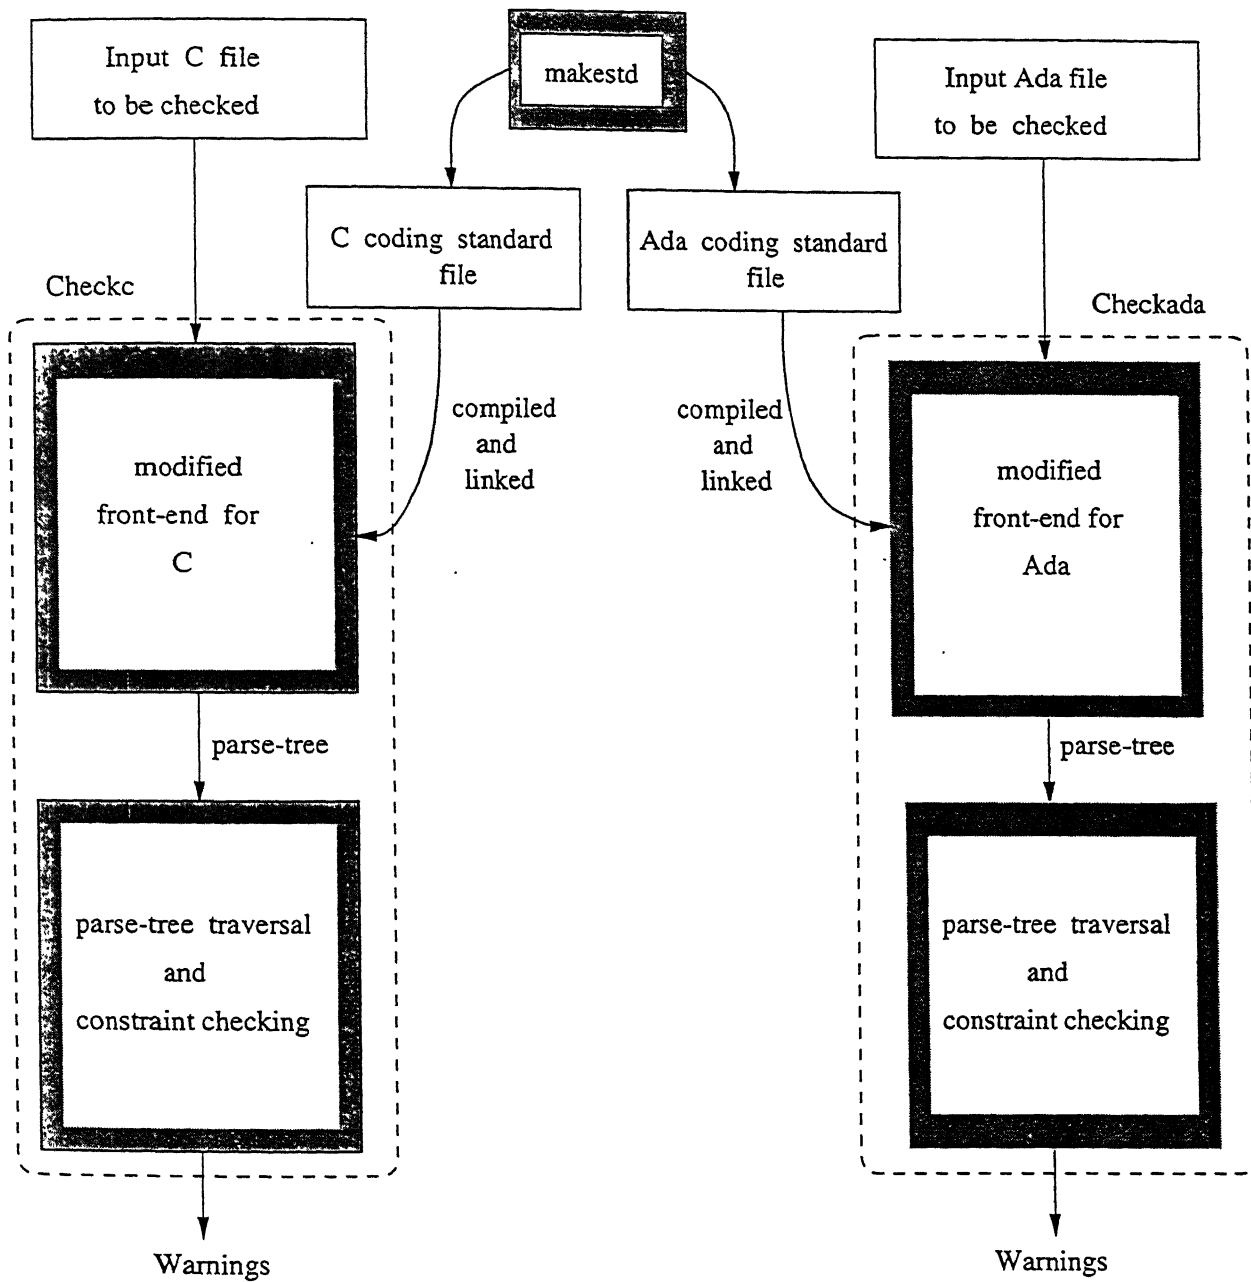 Input C file
to be checked
makestd
Input Ada file
to be checked
C coding standard
file
Ada coding standard
file
Checkc
Checkada
compiled
and
linked
compiled
and
linked
modified
front-end for
C
modified
front-end for
Ada
parse-tree
parse-tree
parse-tree traversal
and
constraint checking
parse-tree traversal
and
constraint checking
Warnings
Warnings